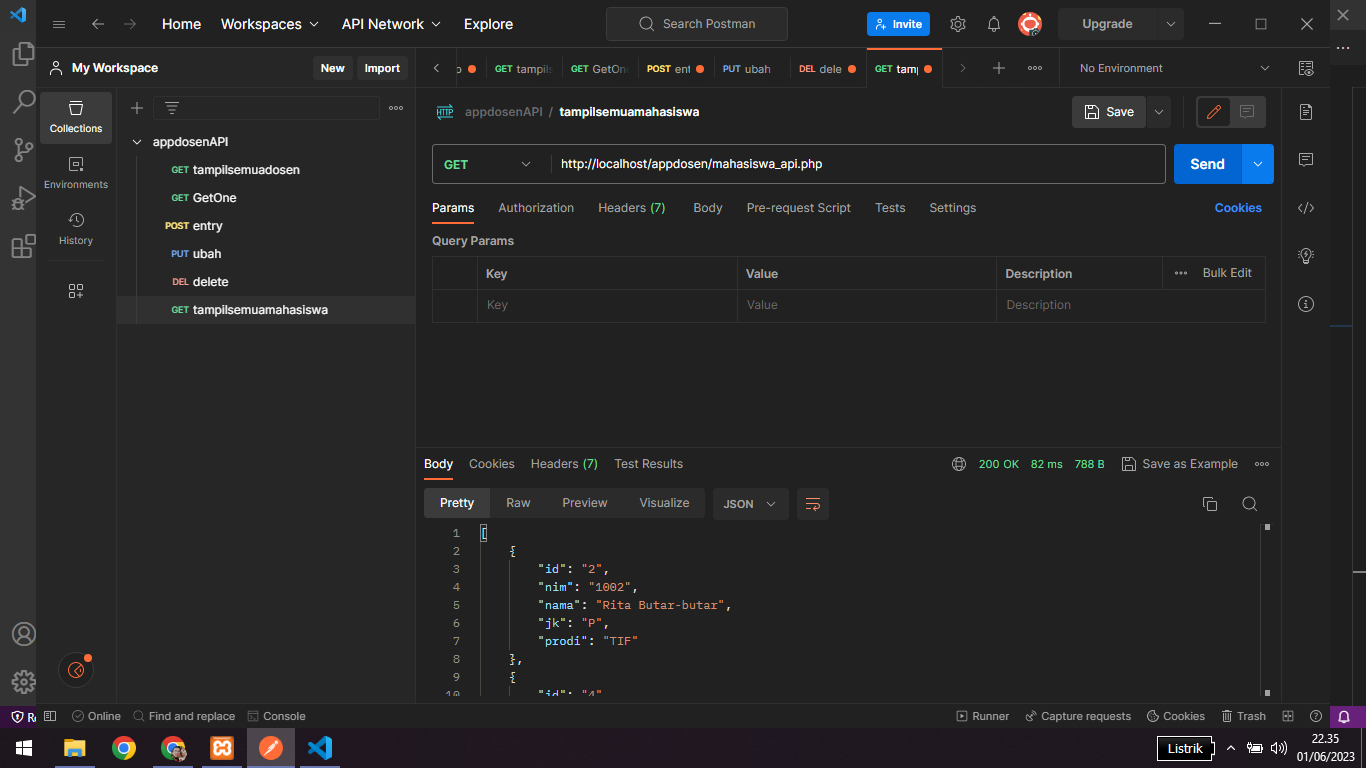 Home Workspaces API Network Explore Search Postman Invite Upgrade
My Workspace New Import
GET tampils GET GetOne POST ent PUT ubah DEL dele GET tamp No Environment
Collections
Environments
History
appdosenAPI
GET tampilsemuadosen
GET GetOne
POST entry
PUT ubah
DEL delete
GET tampilsemuamahasiswa
HTTP appdosenAPI / tampilsemuamahasiswa Save
GET http://localhost/appdosen/mahasiswa_api.php Send
Params Authorization Headers (7) Body Pre-request Script Tests Settings Cookies
Query Params
Key Value Description Bulk Edit
Key Value Description
Body Cookies Headers (7) Test Results 200 OK 82 ms 788 B Save as Example
Pretty Raw Preview Visualize JSON
1 [
2 {
3 "id": "2",
4 "nim": "1002",
5 "nama": "Rita Butar-butar",
6 "jk": "P",
7 "prodi": "TIF"
8 },
9 {
10 "id": "4"
Online Find and replace Console Runner Capture requests Cookies Trash
Listrik 22.35
01/06/2023